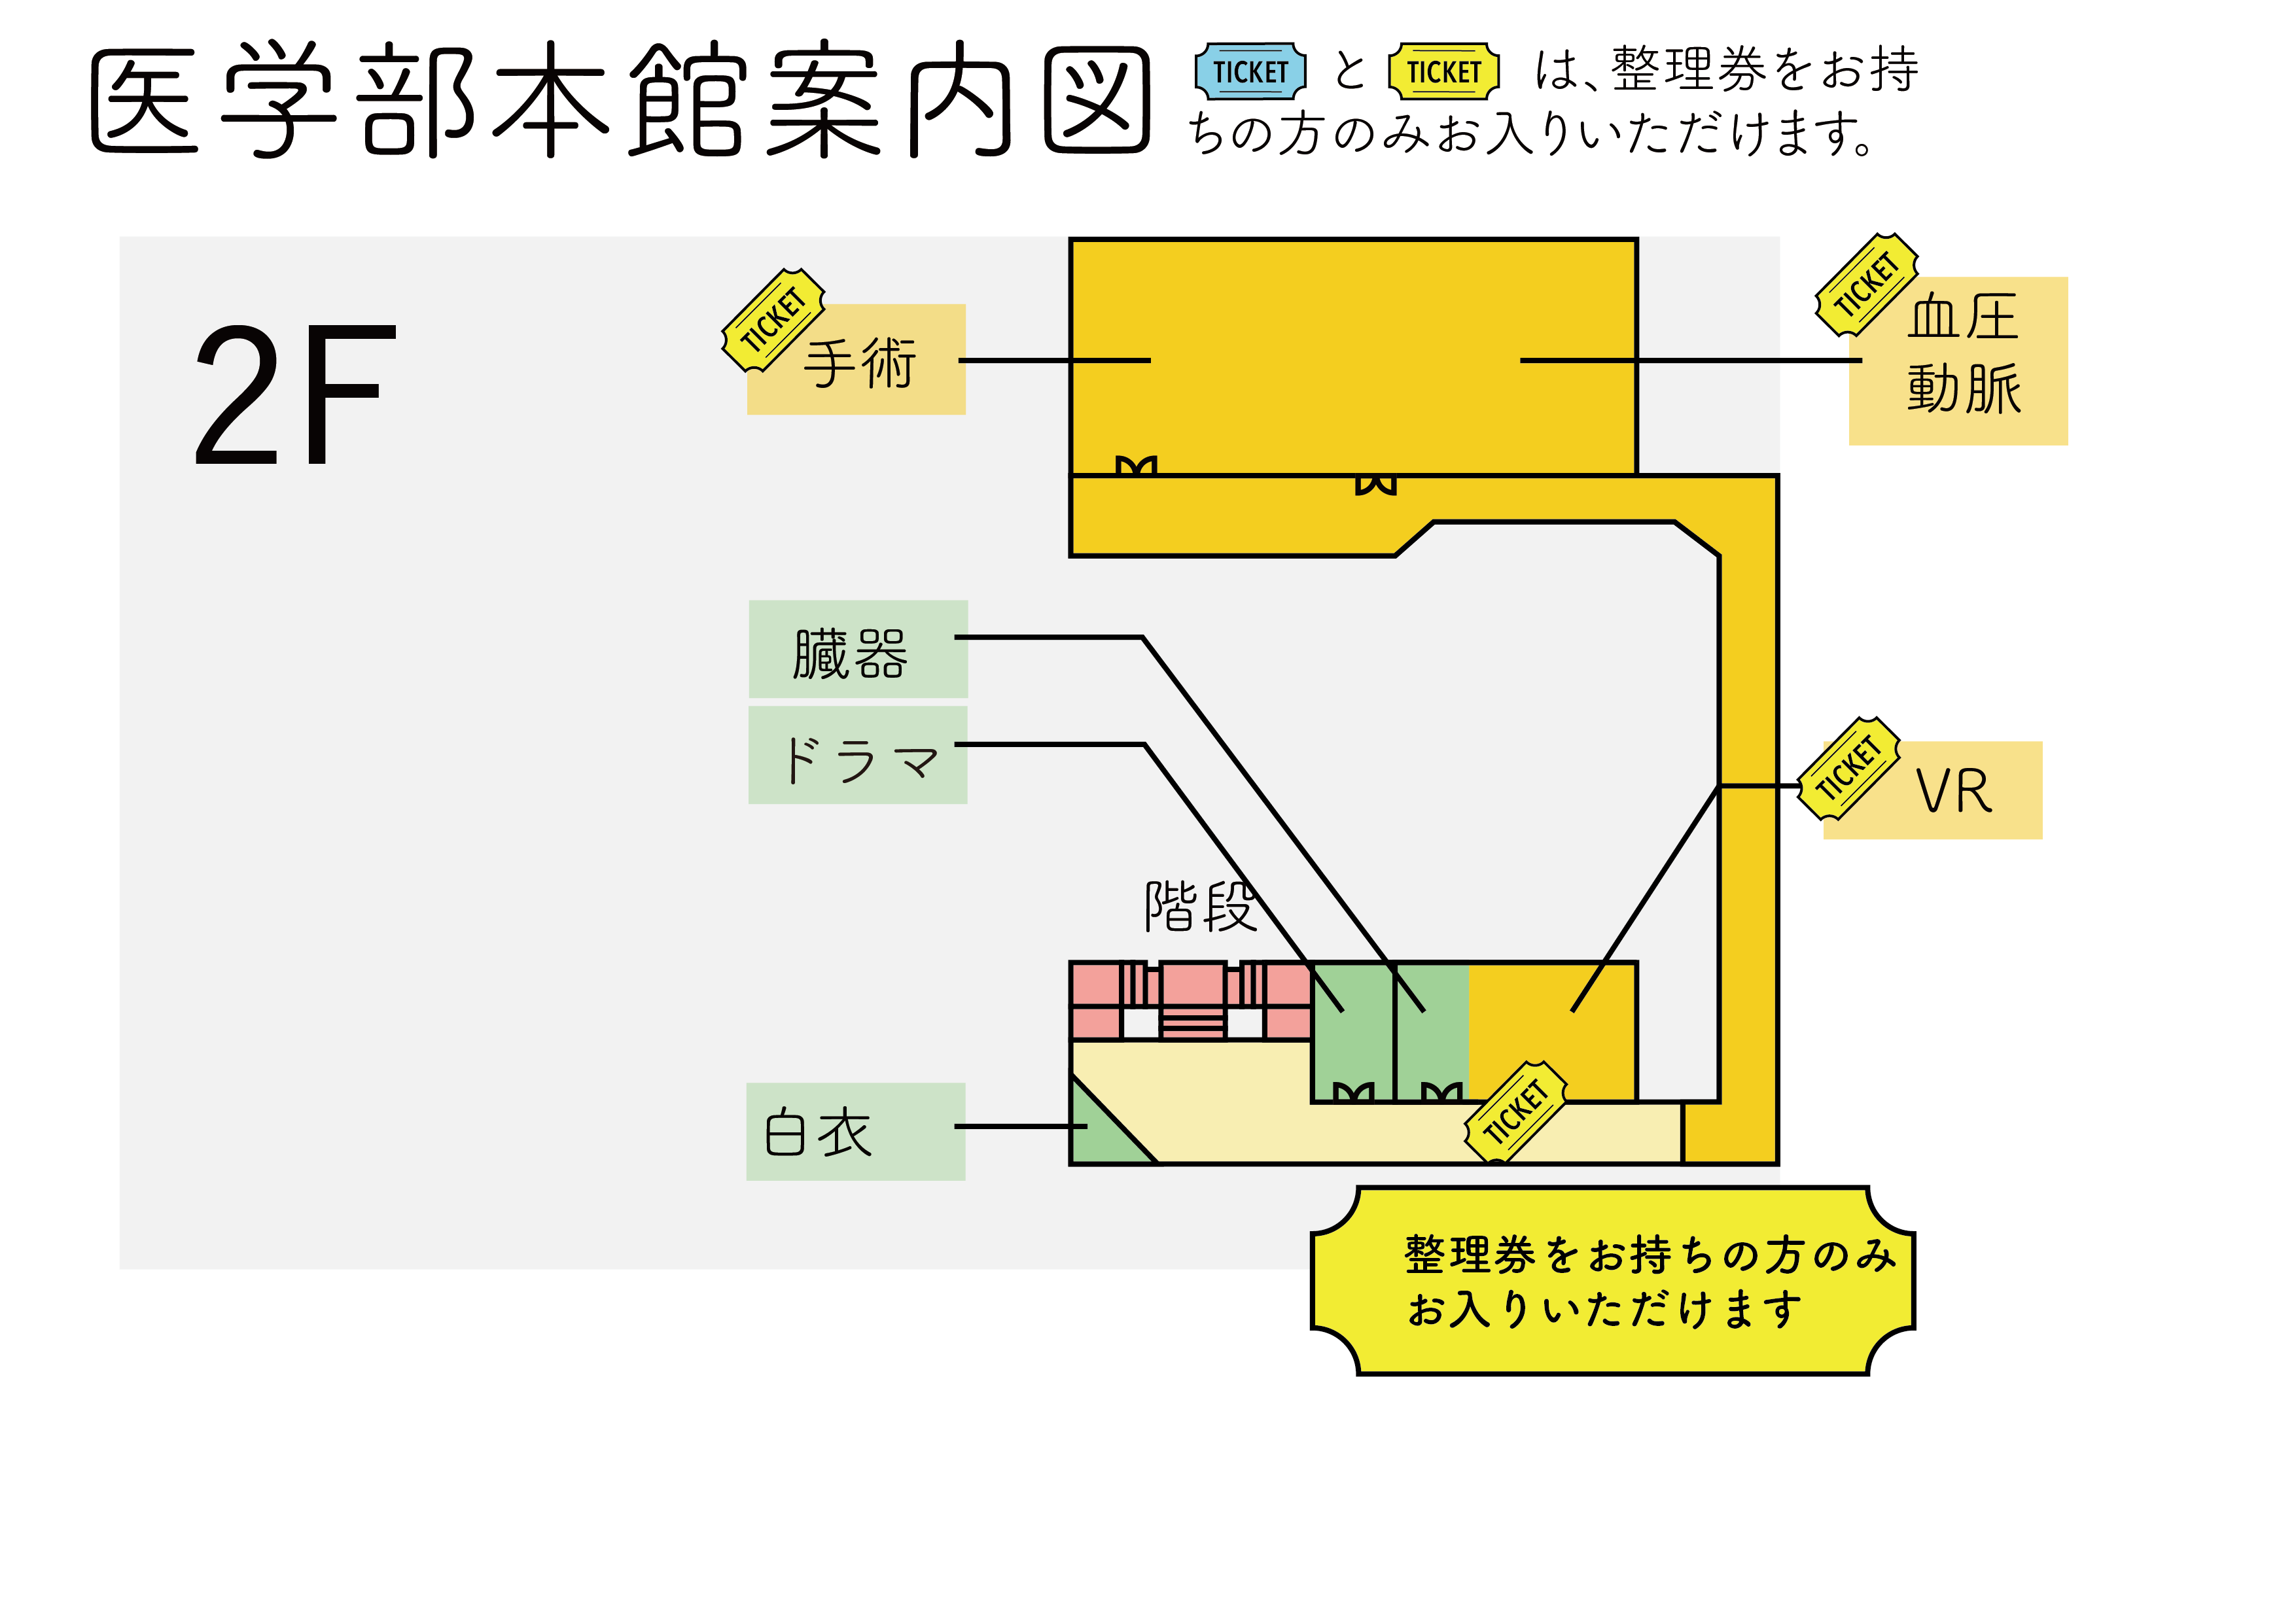 医学部本館案内図
TICKET と TICKET は、整理券をお持
ちの方のみお入りいただけます。
2F
TICKET
手術
TICKET
血圧
動脈
臓器
ドラマ
TICKET
VR
階段
白衣
TICKET
整理券をお持ちの方のみ
お入りいただけます